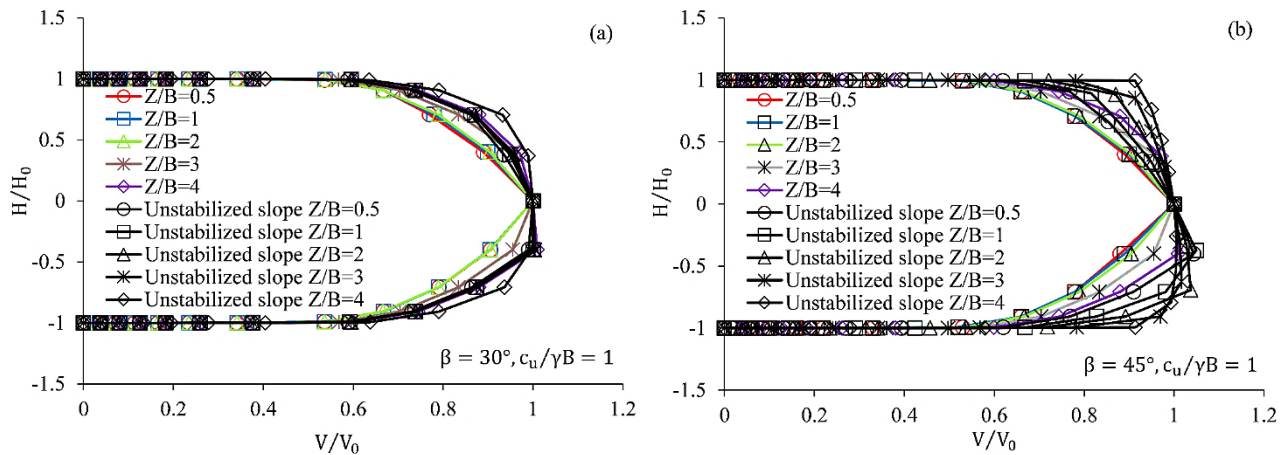 (a)
1.5
1
0.5
0
-0.5
-1
-1.5
H/H₀
Z/B=0.5
Z/B=1
Z/B=2
Z/B=3
Z/B=4
Unstabilized slope Z/B=0.5
Unstabilized slope Z/B=1
Unstabilized slope Z/B=2
Unstabilized slope Z/B=3
Unstabilized slope Z/B=4
β = 30°, cᵤ/γB = 1
0 0.2 0.4 0.6 0.8 1 1.2
V/V₀
(b)
1.5
1
0.5
0
-0.5
-1
-1.5
H/H₀
Z/B=0.5
Z/B=1
Z/B=2
Z/B=3
Z/B=4
Unstabilized slope Z/B=0.5
Unstabilized slope Z/B=1
Unstabilized slope Z/B=2
Unstabilized slope Z/B=3
Unstabilized slope Z/B=4
β = 45°, cᵤ/γB = 1
0 0.2 0.4 0.6 0.8 1 1.2
V/V₀